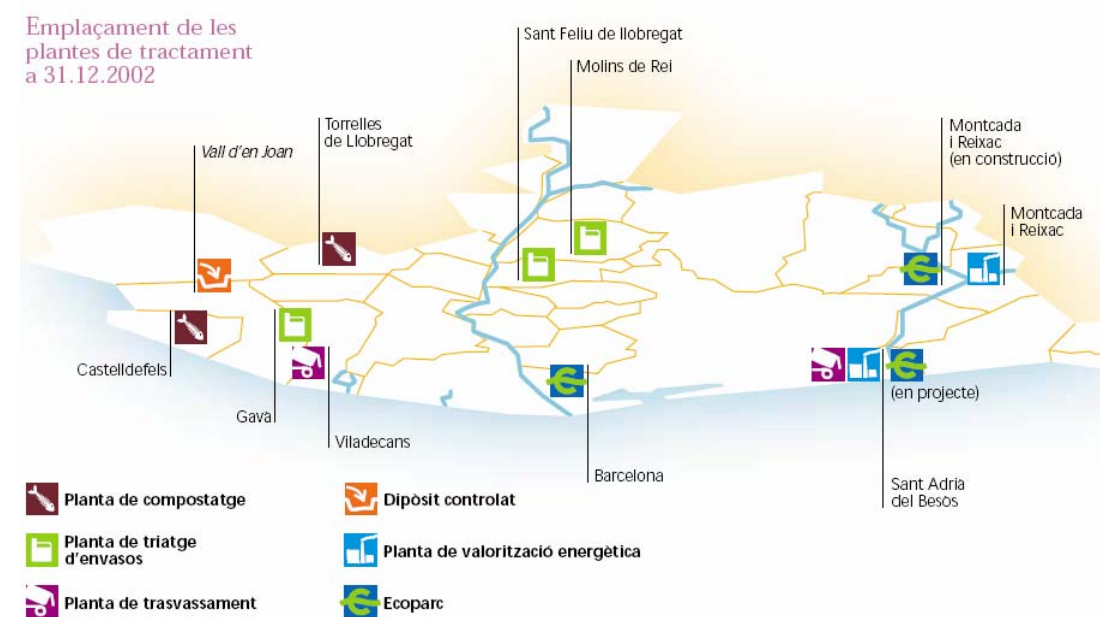 Emplaçament de les
plantes de tractament
a 31.12.2002
Sant Feliu de llobregat
Molins de Rei
Torrelles
de Llobregat
Vall d'en Joan
Montcada
i Reixac
(en construccio)
Montcada
i Reixac
Castelldefels
Gavà
Viladecans
Barcelona
(en projecte)
Sant Adrià
del Besòs
Planta de compostatge
Planta de triatge
d'envasos
Planta de trasvassament
Dipòsit controlat
Planta de valorització energètica
Ecoparc